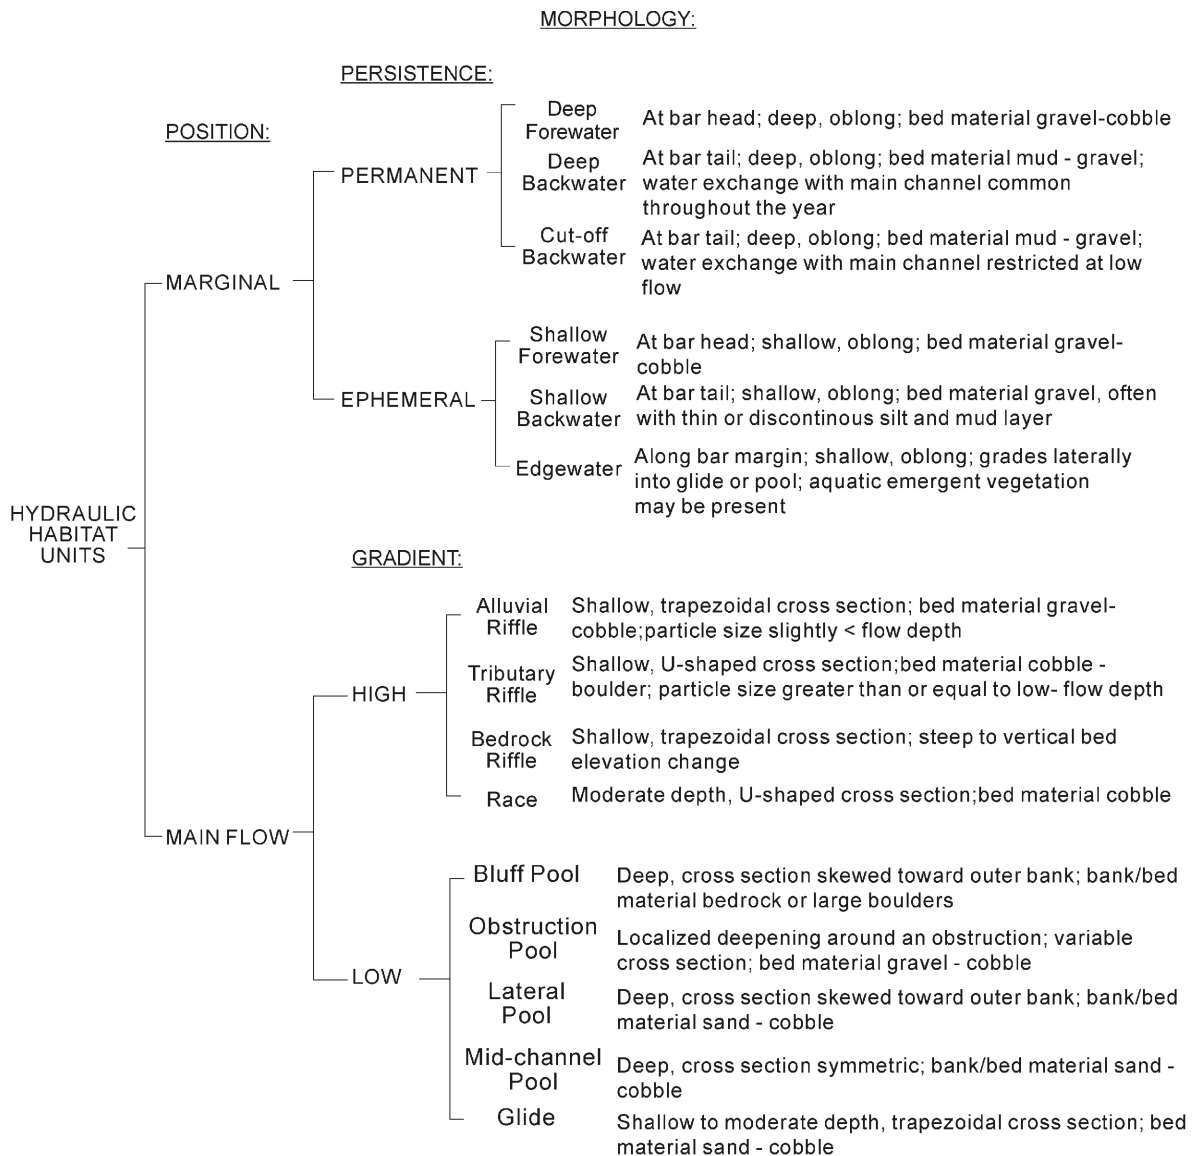 MORPHOLOGY:
PERSISTENCE:
POSITION:
Deep
Forewater
At bar head; deep, oblong; bed material gravel-cobble
PERMANENT
Deep
Backwater
At bar tail; deep, oblong; bed material mud - gravel;
water exchange with main channel common
throughout the year
Cut-off
Backwater
At bar tail; deep, oblong; bed material mud - gravel;
water exchange with main channel restricted at low
flow
MARGINAL
Shallow
Forewater
At bar head; shallow, oblong; bed material gravel-
cobble
EPHEMERAL
Shallow
Backwater
At bar tail; shallow, oblong; bed material gravel, often
with thin or discontinous silt and mud layer
Edgewater
Along bar margin; shallow, oblong; grades laterally
into glide or pool; aquatic emergent vegetation
may be present
HYDRAULIC
HABITAT
UNITS
GRADIENT:
Alluvial
Riffle
Shallow, trapezoidal cross section; bed material gravel-
cobble;particle size slightly < flow depth
HIGH
Tributary
Riffle
Shallow, U-shaped cross section;bed material cobble -
boulder; particle size greater than or equal to low- flow depth
Bedrock
Riffle
Shallow, trapezoidal cross section; steep to vertical bed
elevation change
Race
Moderate depth, U-shaped cross section;bed material cobble
MAIN FLOW
Bluff Pool
Deep, cross section skewed toward outer bank; bank/bed
material bedrock or large boulders
Obstruction
Pool
Localized deepening around an obstruction; variable
cross section; bed material gravel - cobble
LOW
Lateral
Pool
Deep, cross section skewed toward outer bank; bank/bed
material sand - cobble
Mid-channel
Pool
Deep, cross section symmetric; bank/bed material sand -
cobble
Glide
Shallow to moderate depth, trapezoidal cross section; bed
material sand - cobble